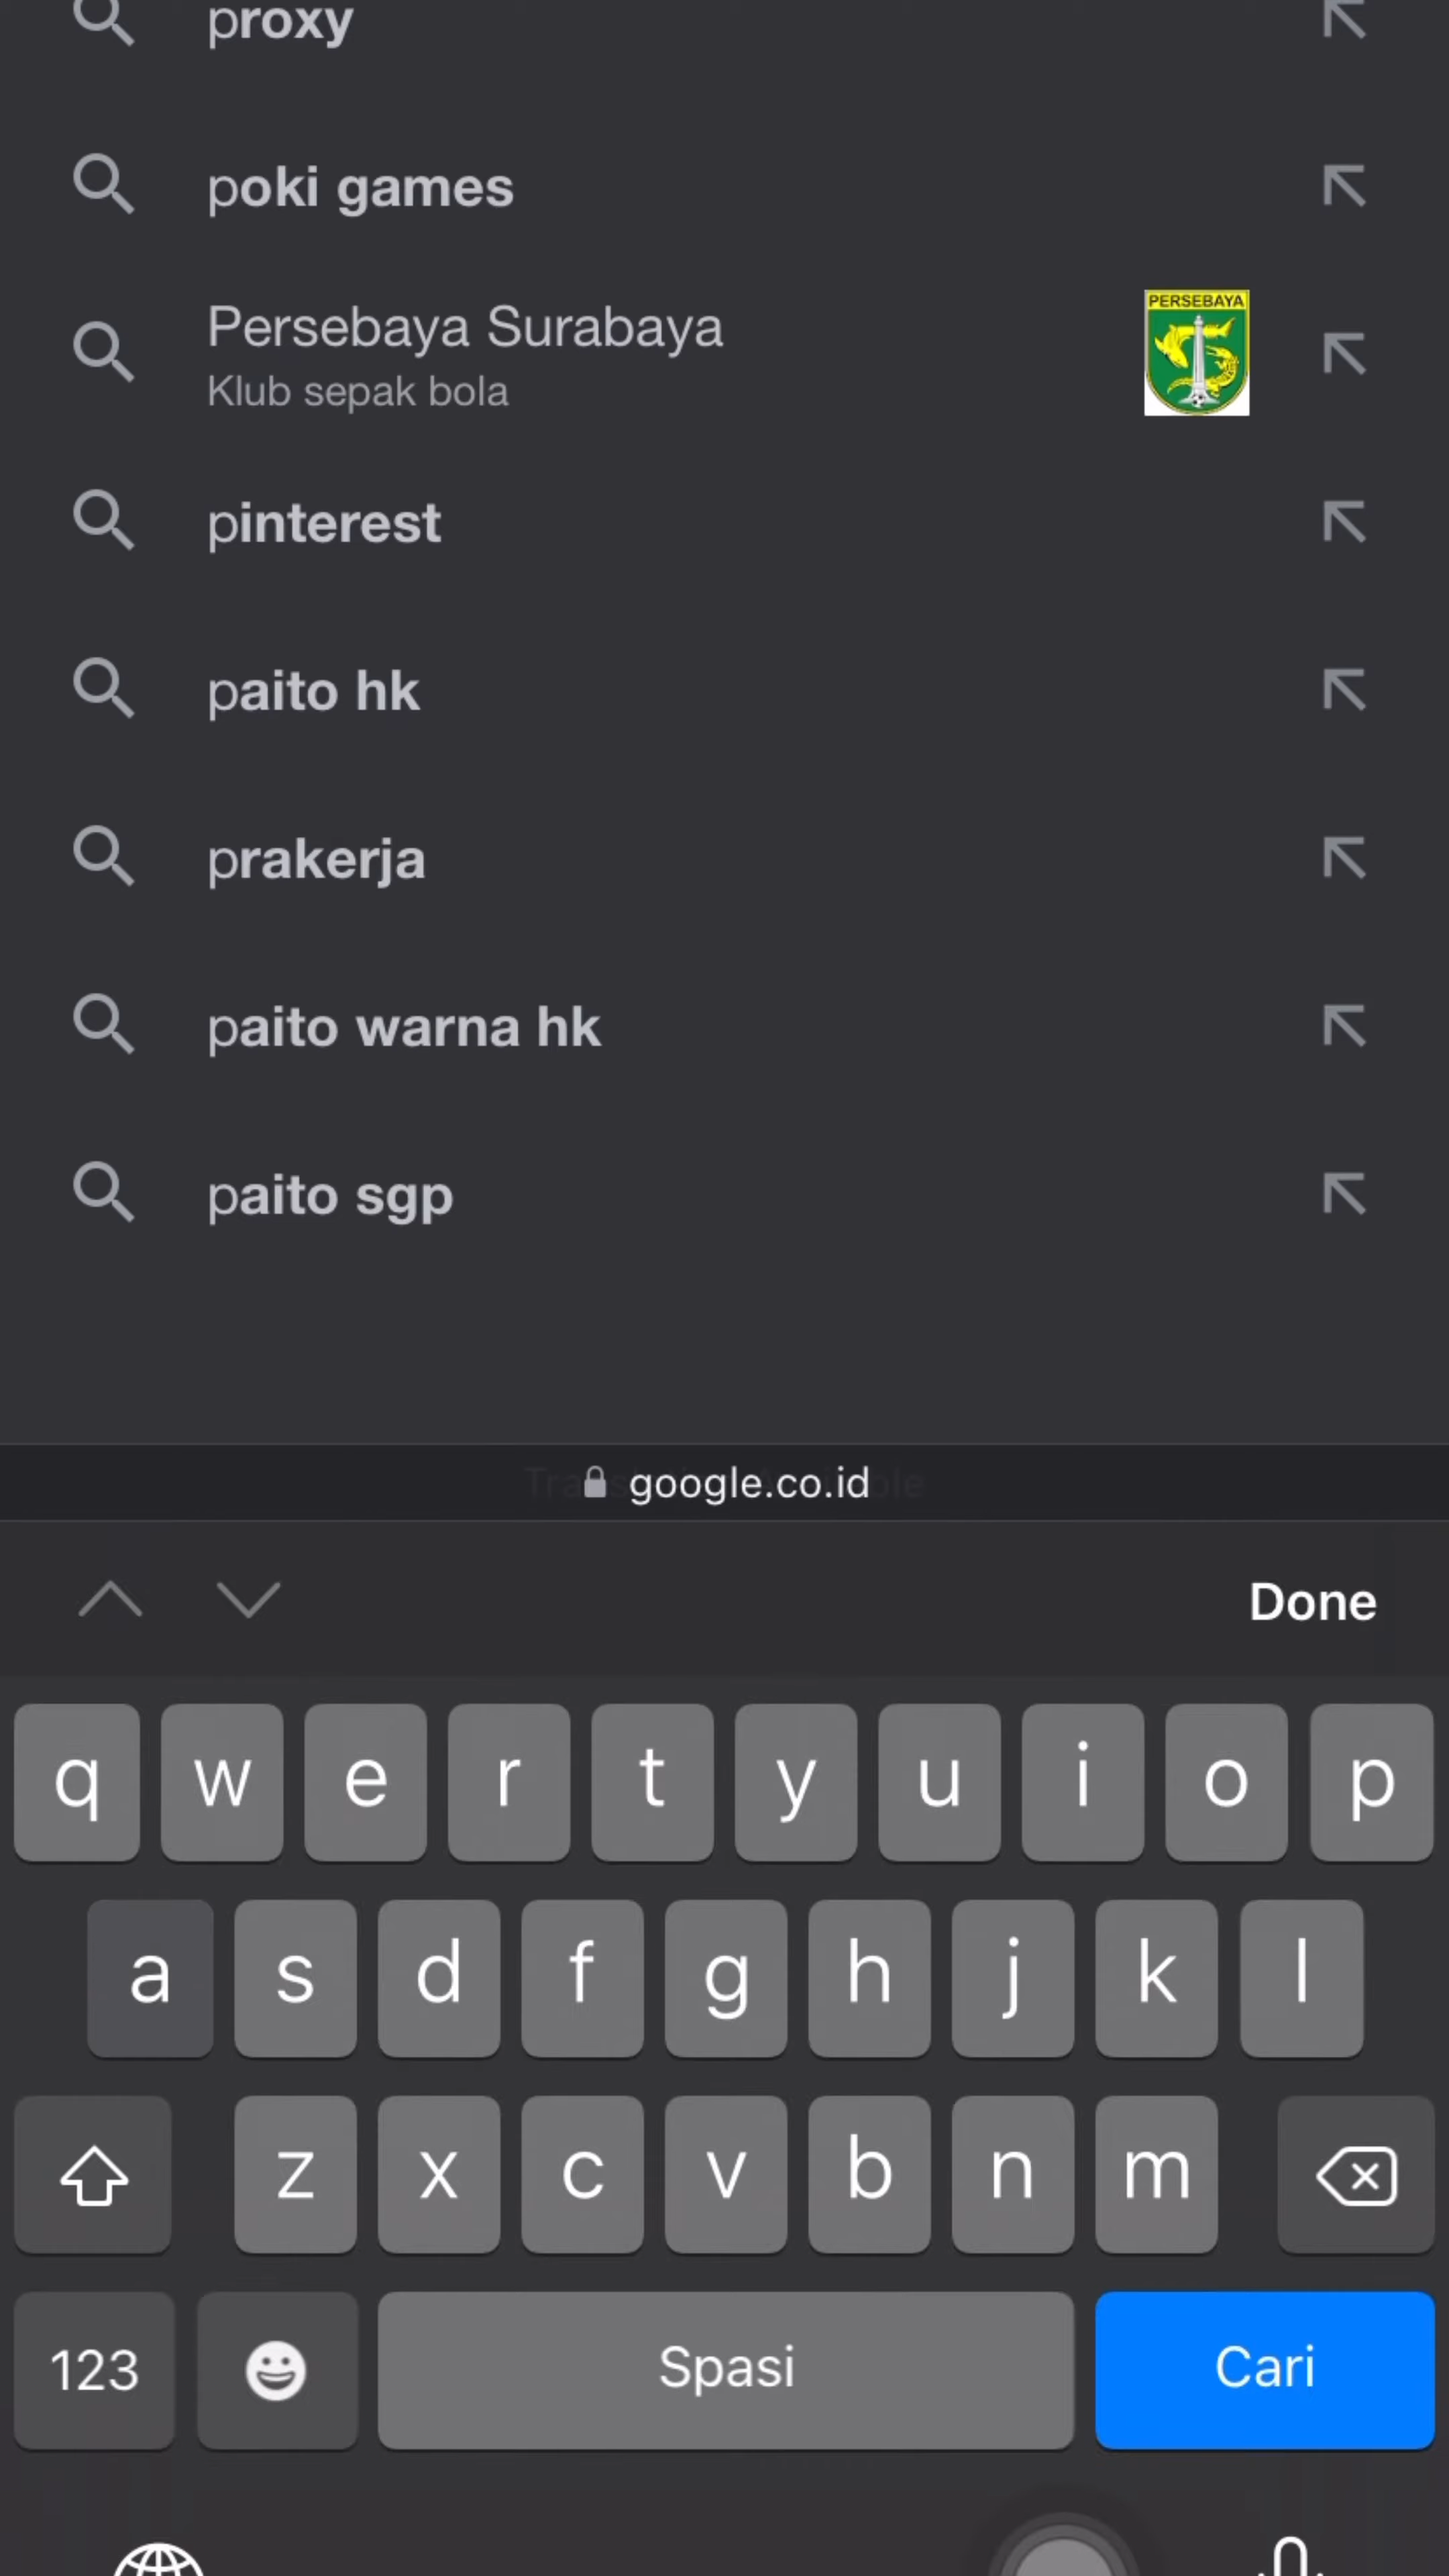 proxy
poki games
Persebaya Surabaya
Klub sepak bola
PERSEBAYA
pinterest
paito hk
prakerja
paito warna hk
paito sgp
google.co.id
Done
q w e r t y u i o p
a s d f g h j k l
z x c v b n m
123 Spasi Cari